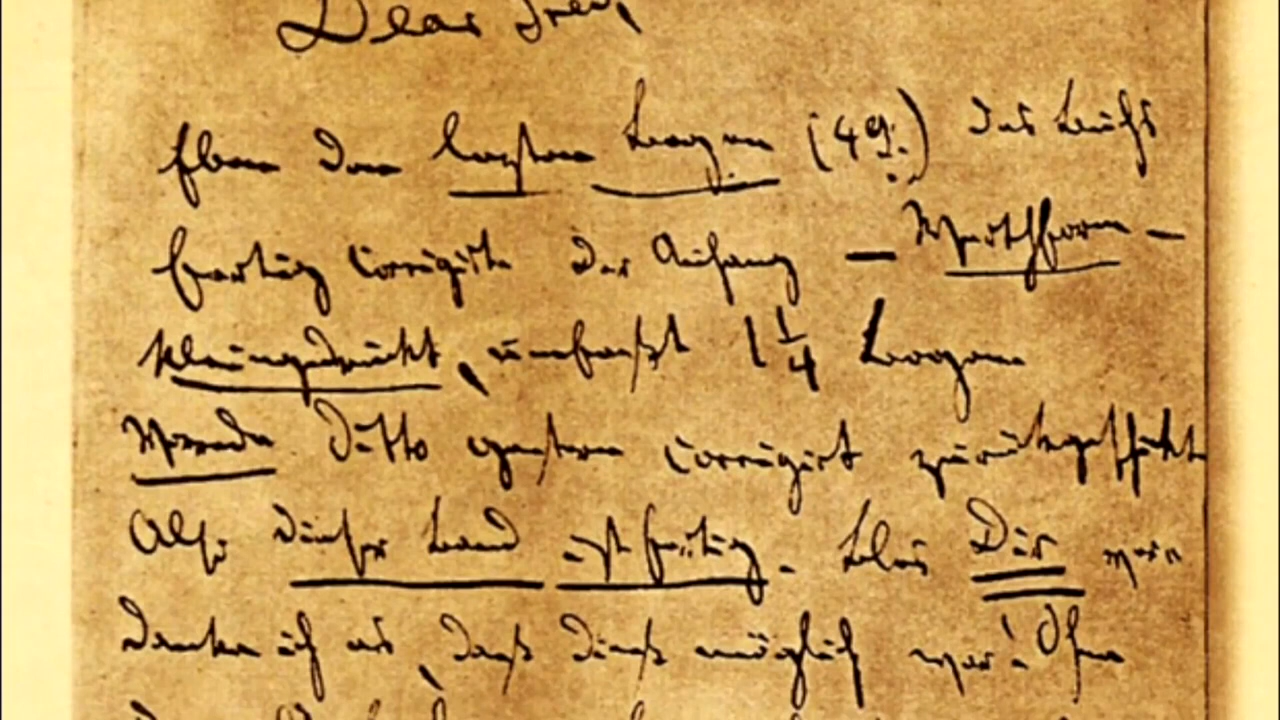 Dear Fred,
Eben den letzten Bogen (49.) des Buchs
fertig corrigirt. Der Anhang — Werthform —
kleingedruckt, umfaßt 1 1/4 Bogen.
Vorrede ditto gestern corrigirt zurückgeschickt.
Also dieser Band ist fertig. Blos Dir ver
danke ich es, daß dieß möglich war! Ohne